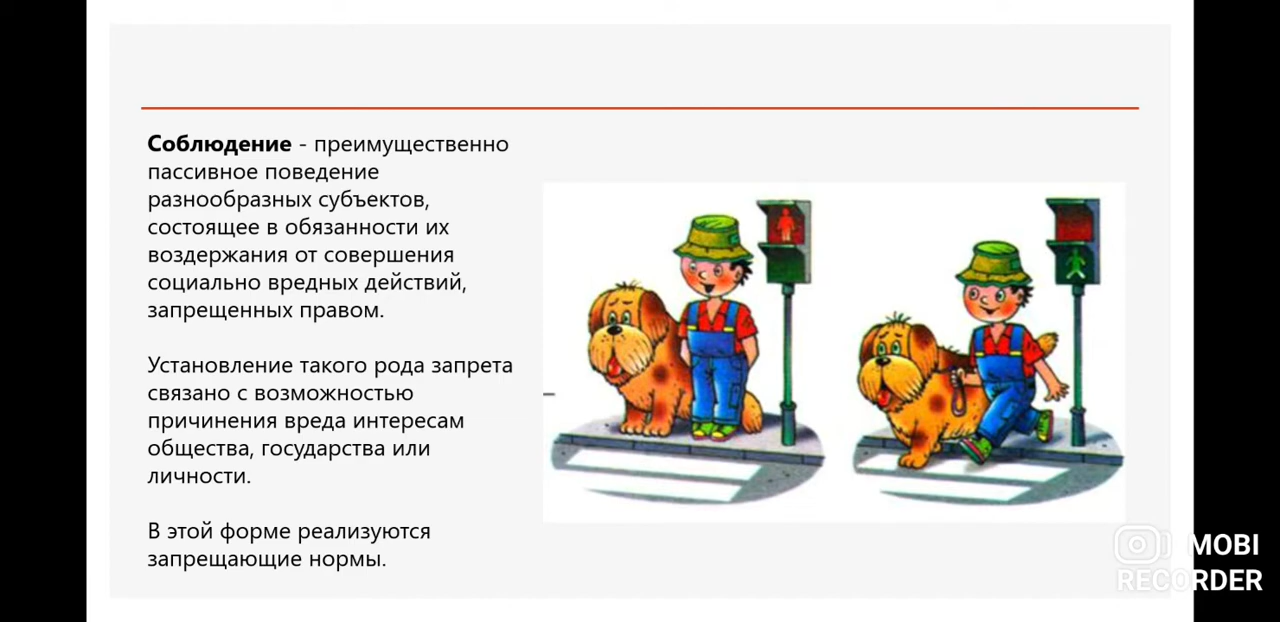 Соблюдение - преимущественно
пассивное поведение
разнообразных субъектов,
состоящее в обязанности их
воздержания от совершения
социально вредных действий,
запрещенных правом.
Установление такого рода запрета
связано с возможностью
причинения вреда интересам
общества, государства или
личности.
В этой форме реализуются
запрещающие нормы.
MOBI
RECORDER